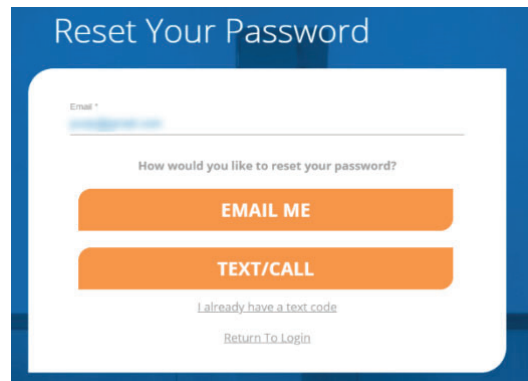 Reset Your Password
Email *
How would you like to reset your password?
EMAIL ME
TEXT/CALL
I already have a text code
Return To Login